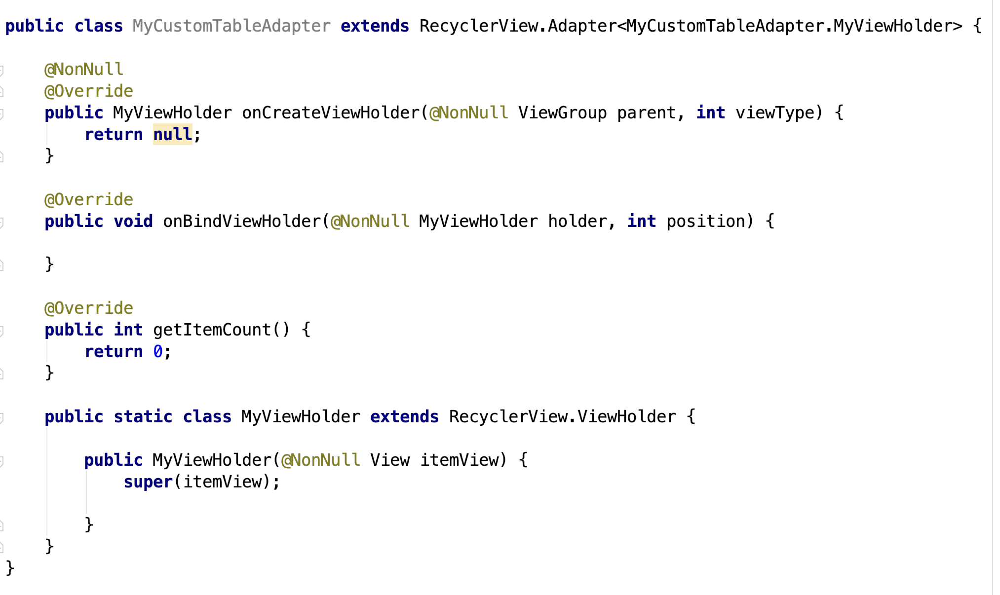 public class MyCustomTableAdapter extends RecyclerView.Adapter<MyCustomTableAdapter.MyViewHolder> {
@NonNull
@Override
public MyViewHolder onCreateViewHolder(@NonNull ViewGroup parent, int viewType) {
return null;
}
@Override
public void onBindViewHolder(@NonNull MyViewHolder holder, int position) {
}
@Override
public int getItemCount() {
return 0;
}
public static class MyViewHolder extends RecyclerView.ViewHolder {
public MyViewHolder(@NonNull View itemView) {
super(itemView);
}
}
}